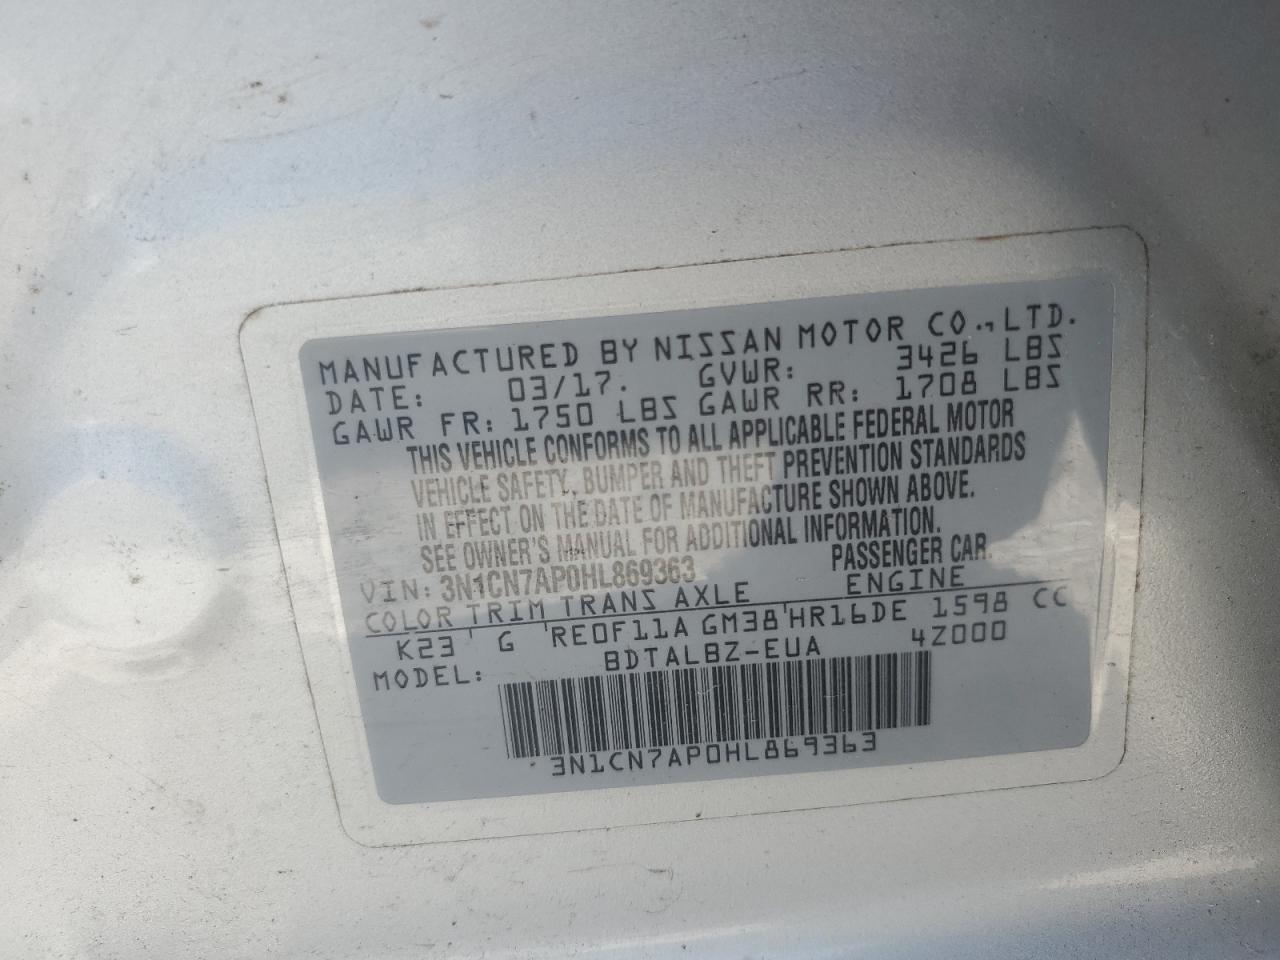 MANUFACTURED BY NISSAN MOTOR CO.,LTD.
DATE: 03/17. GVWR: 3426 LBS
GAWR FR: 1750 LBS GAWR RR: 1708 LBS
THIS VEHICLE CONFORMS TO ALL APPLICABLE FEDERAL MOTOR
VEHICLE SAFETY, BUMPER AND THEFT PREVENTION STANDARDS
IN EFFECT ON THE DATE OF MANUFACTURE SHOWN ABOVE.
SEE OWNER'S MANUAL FOR ADDITIONAL INFORMATION.
VIN: 3N1CN7AP0HL869363 PASSENGER CAR
COLOR TRIM TRANS AXLE ENGINE
K23 G RE0F11A GM38 HR16DE 1598 CC
MODEL: BDTALBZ-EUA 42000
3N1CN7AP0HL869363